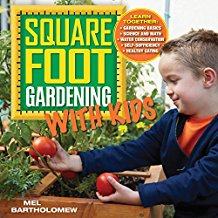 SQUARE
FOOT
GARDENING
WITH KIDS
LEARN
TOGETHER:
• GARDENING BASICS
• SCIENCE AND MATH
• WATER CONSERVATION
• SELF-SUFFICIENCY
• HEALTHY EATING
MEL
BARTHOLOMEW